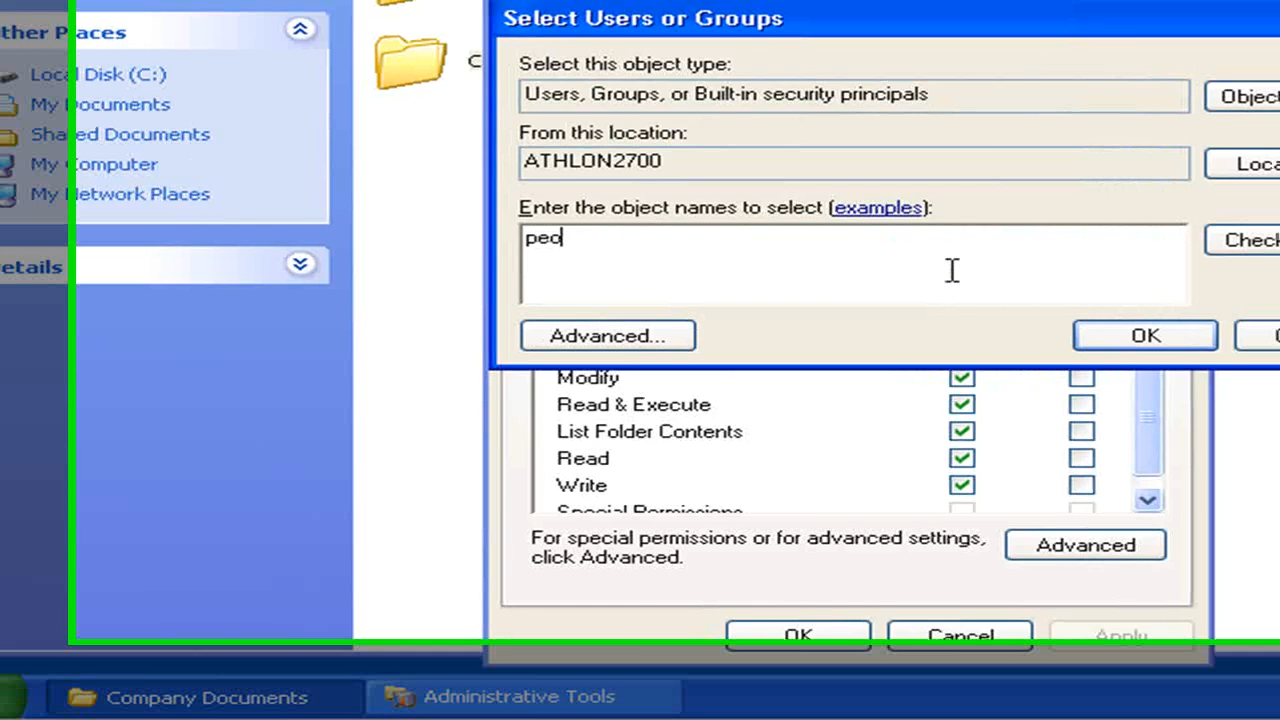 Select Users or Groups
ther Places
Local Disk (C:)
My Documents
Shared Documents
My Computer
My Network Places
etails
C
Select this object type:
Users, Groups, or Built-in security principals
Object
From this location:
ATHLON2700
Loca
Enter the object names to select (examples):
peo
Check
Advanced...
OK
C
Modify
Read & Execute
List Folder Contents
Read
Write
Special Permissions
For special permissions or for advanced settings,
click Advanced.
Advanced
OK
Cancel
Apply
Company Documents
Administrative Tools